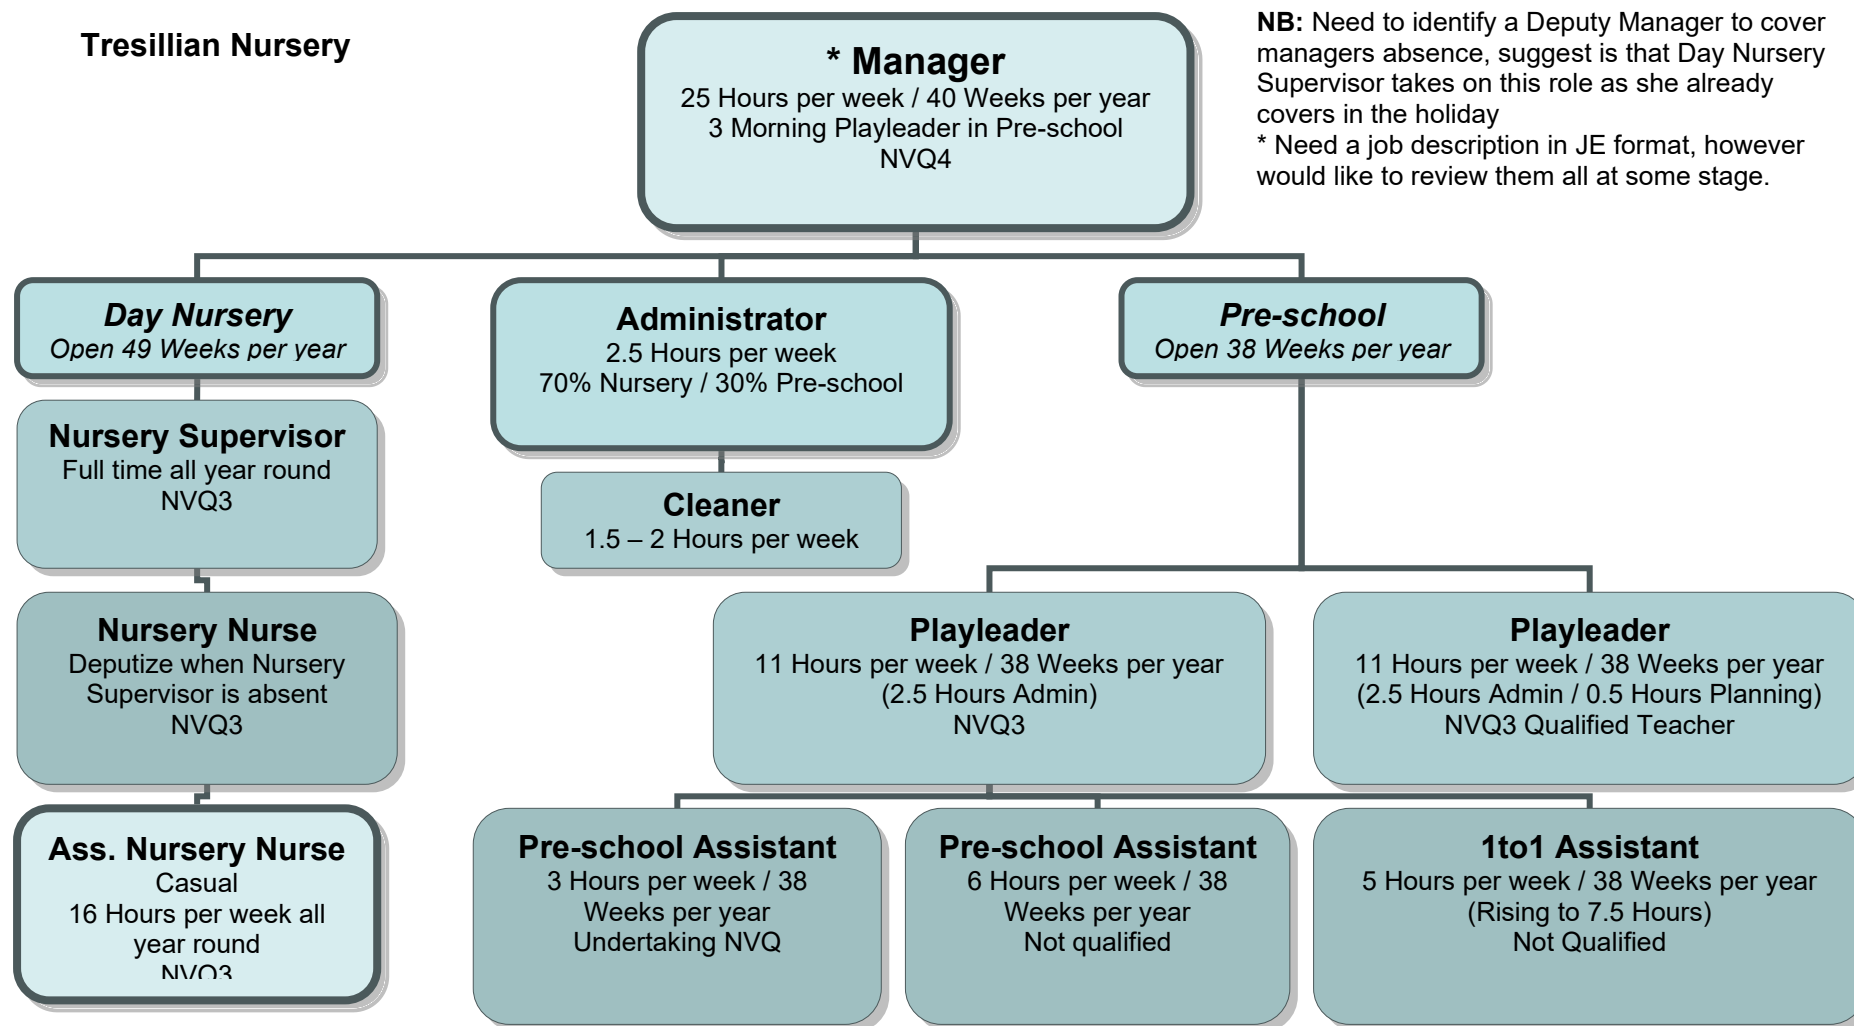 Tresillian Nursery
* Manager
25 Hours per week / 40 Weeks per year
3 Morning Playleader in Pre-school
NVQ4
NB: Need to identify a Deputy Manager to cover
managers absence, suggest is that Day Nursery
Supervisor takes on this role as she already
covers in the holiday
* Need a job description in JE format, however
would like to review them all at some stage.
Day Nursery
Open 49 Weeks per year
Administrator
2.5 Hours per week
70% Nursery / 30% Pre-school
Pre-school
Open 38 Weeks per year
Nursery Supervisor
Full time all year round
NVQ3
Cleaner
1.5 – 2 Hours per week
Nursery Nurse
Deputize when Nursery
Supervisor is absent
NVQ3
Playleader
11 Hours per week / 38 Weeks per year
(2.5 Hours Admin)
NVQ3
Playleader
11 Hours per week / 38 Weeks per year
(2.5 Hours Admin / 0.5 Hours Planning)
NVQ3 Qualified Teacher
Ass. Nursery Nurse
Casual
16 Hours per week all
year round
NVQ3
Pre-school Assistant
3 Hours per week / 38
Weeks per year
Undertaking NVQ
Pre-school Assistant
6 Hours per week / 38
Weeks per year
Not qualified
1to1 Assistant
5 Hours per week / 38 Weeks per year
(Rising to 7.5 Hours)
Not Qualified